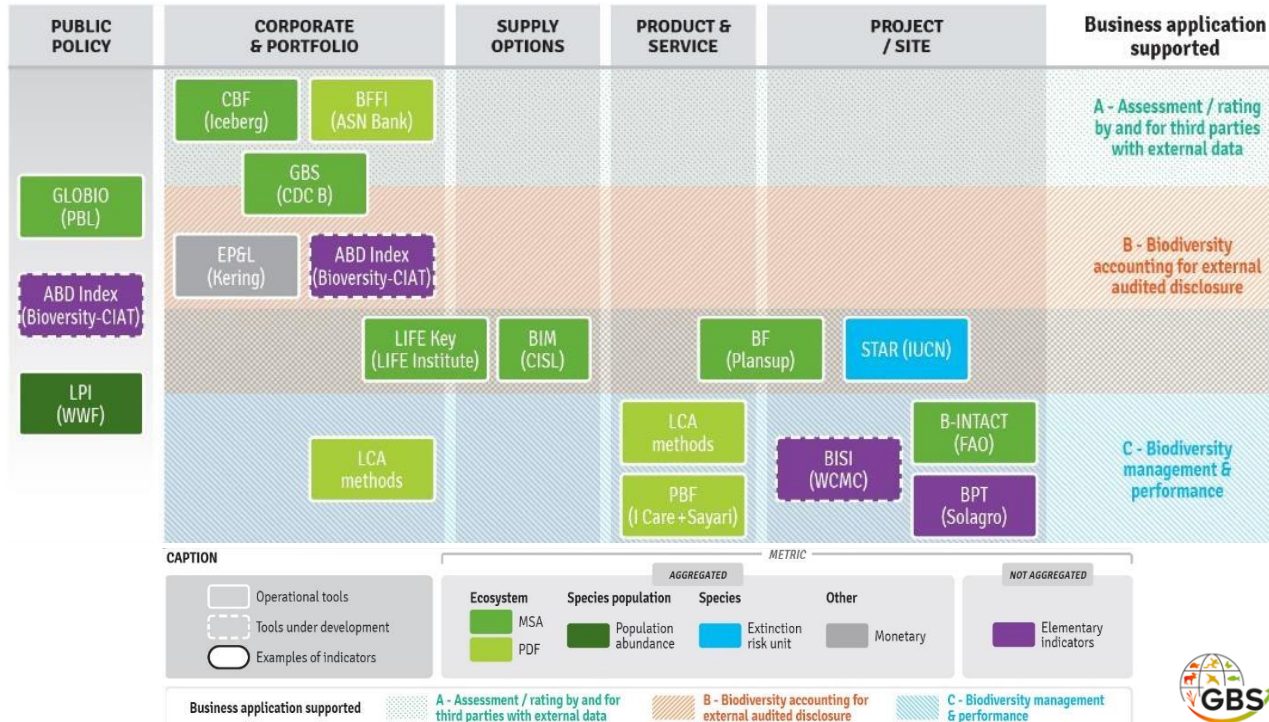 PUBLIC
POLICY
CORPORATE
& PORTFOLIO
SUPPLY
OPTIONS
PRODUCT &
SERVICE
PROJECT
/ SITE
Business application
supported
CBF
(Iceberg)
BFFI
(ASN Bank)
A - Assessment / rating
by and for third parties
with external data
GBS
(CDC B)
GLOBIO
(PBL)
EP&L
(Kering)
ABD Index
(Bioversity-CIAT)
B - Biodiversity
accounting for external
audited disclosure
ABD Index
(Bioversity-CIAT)
LIFE Key
(LIFE Institute)
BIM
(CISL)
BF
(Plansup)
STAR (IUCN)
LPI
(WWF)
LCA
methods
LCA
methods
BISI
(WCMC)
B-INTACT
(FAO)
C - Biodiversity
management &
performance
PBF
(I Care + Sayari)
BPT
(Solagro)
CAPTION
METRIC
Operational tools
Tools under development
Examples of indicators
AGGREGATED
Ecosystem
MSA
PDF
Species population
Population
abundance
Species
Extinction
risk unit
Other
Monetary
NOT AGGREGATED
Elementary
indicators
Business application supported
A - Assessment / rating by and for
third parties with external data
B - Biodiversity accounting for
external audited disclosure
C - Biodiversity management
& performance
GBS